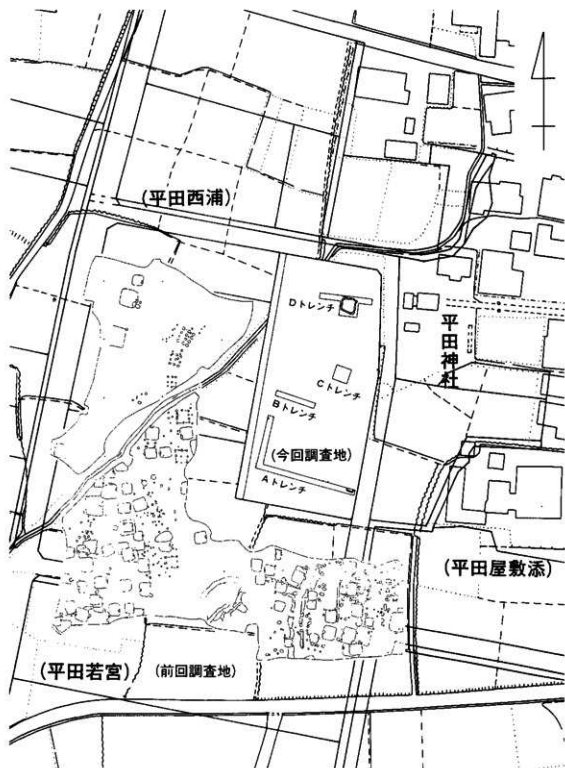 (平田西浦)
Dトレンチ
平田神社
Cトレンチ
Bトレンチ
(今回調査地)
Aトレンチ
(平田屋敷添)
(平田若宮)
(前回調査地)